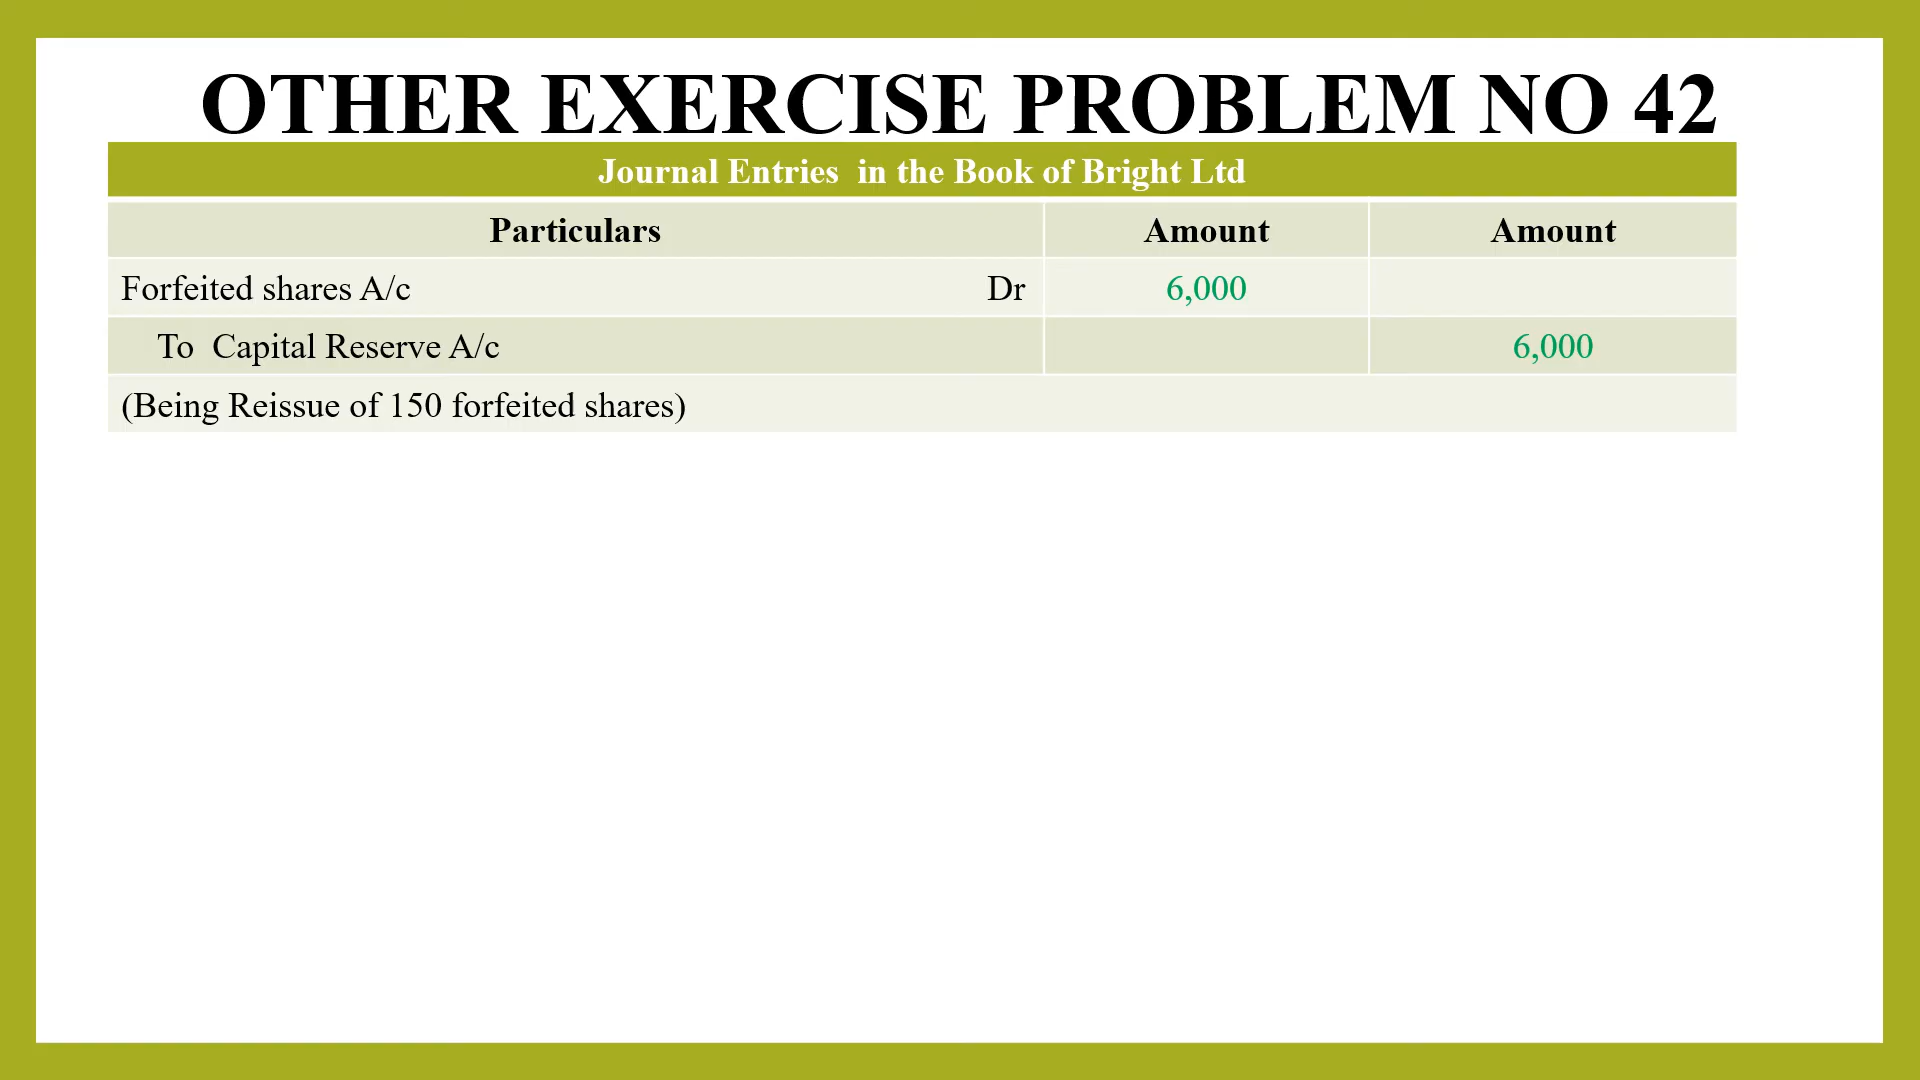 OTHER EXERCISE PROBLEM NO 42
Journal Entries  in the Book of Bright Ltd
Particulars Amount Amount
Forfeited shares A/c Dr 6,000
To  Capital Reserve A/c 6,000
(Being Reissue of 150 forfeited shares)